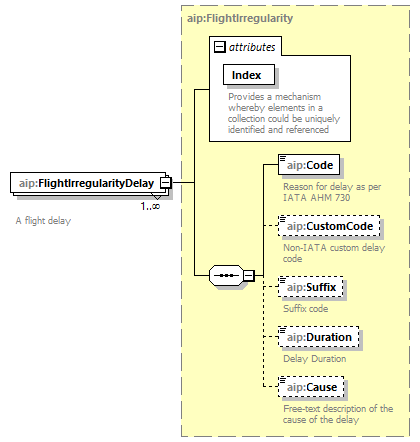 aip:FlightIrregularity
attributes
Index
Provides a mechanism
whereby elements in a
collection could be uniquely
identified and referenced
aip:FlightIrregularityDelay
1..∞
A flight delay
aip:Code
Reason for delay as per
IATA AHM 730
aip:CustomCode
Non-IATA custom delay
code
aip:Suffix
Suffix code
aip:Duration
Delay Duration
aip:Cause
Free-text description of the
cause of the delay